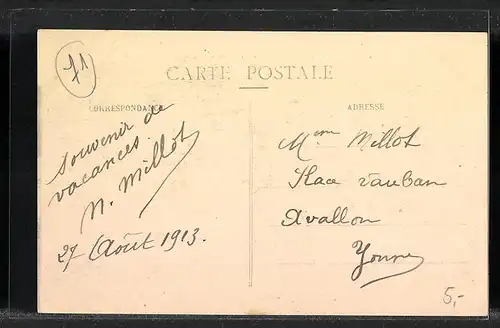 71
CARTE POSTALE
CORRESPONDANCE
Souvenir de
vacances.
N. Millot
27 Août 1913.
ADRESSE
Mme Millot
Place Vauban
Avallon
Yonne
5,-